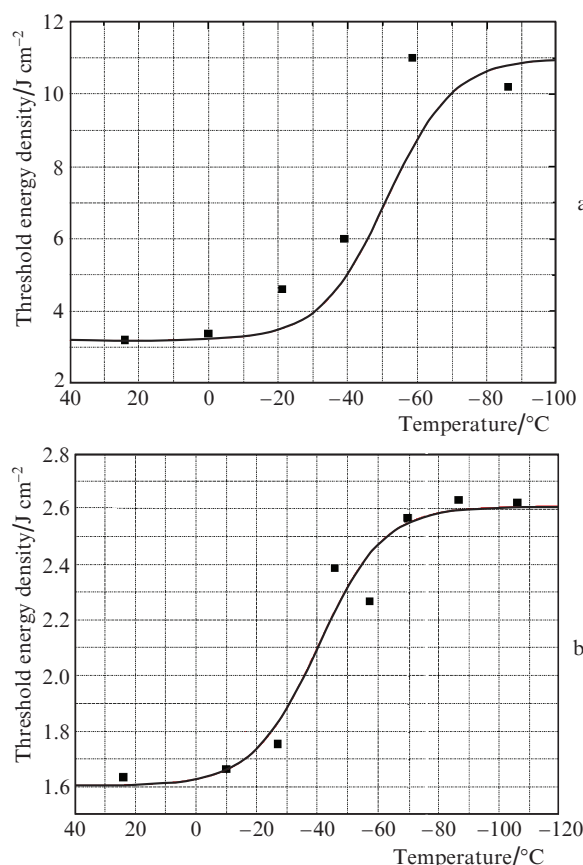 Threshold energy density/J cm⁻²
12
10
8
6
4
2
40 20 0 −20 −40 −60 −80 −100
Temperature/°C
a
Threshold energy density/J cm⁻²
2.8
2.6
2.4
2.2
2.0
1.8
1.6
40 20 0 −20 −40 −60 −80 −100 −120
Temperature/°C
b